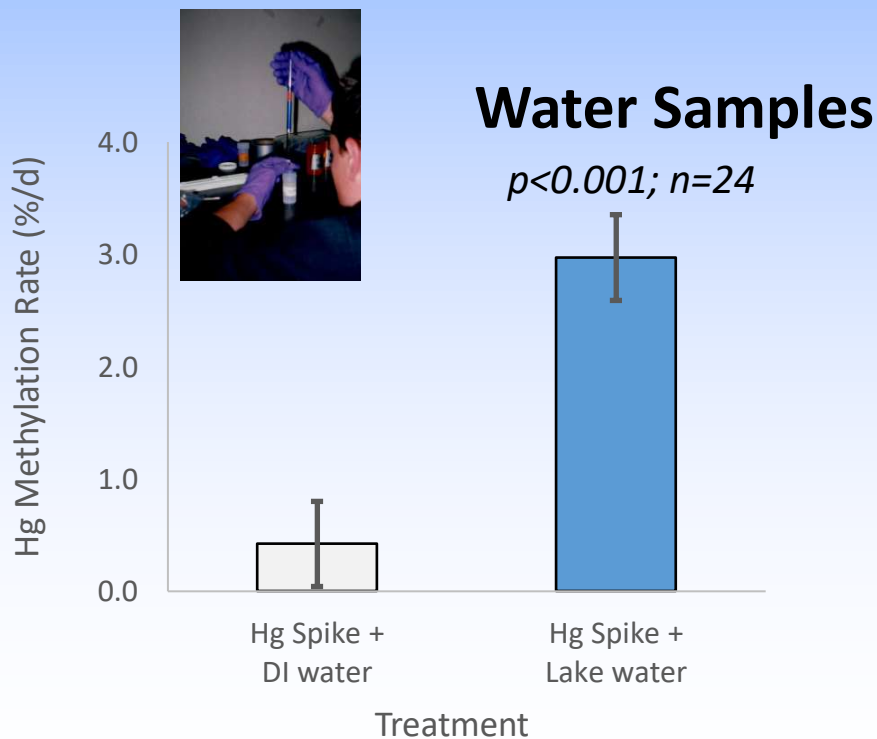 Water Samples
p<0.001; n=24
Hg Methylation Rate (%/d)
4.0
3.0
2.0
1.0
0.0
Hg Spike +
DI water
Hg Spike +
Lake water
Treatment